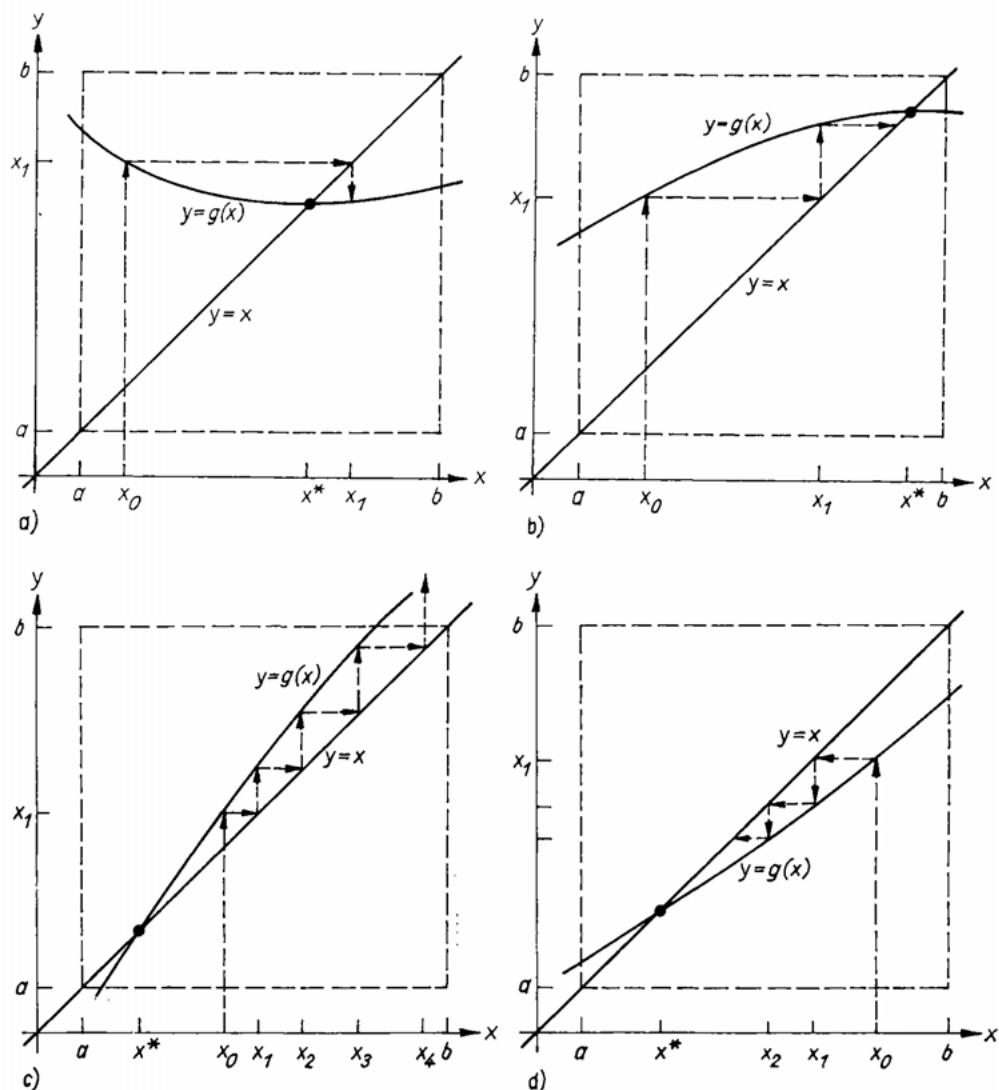 y
b
x₁
y=g(x)
y=x
a
a x₀ x* x₁ b x
a)
y
b
y=g(x)
x₁
y=x
a
a x₀ x₁ x* b x
b)
y
b
y=g(x)
y=x
x₁
a
a x* x₀ x₁ x₂ x₃ x₄ b x
c)
y
b
y=x
x₁
y=g(x)
a
a x* x₂ x₁ x₀ b x
d)